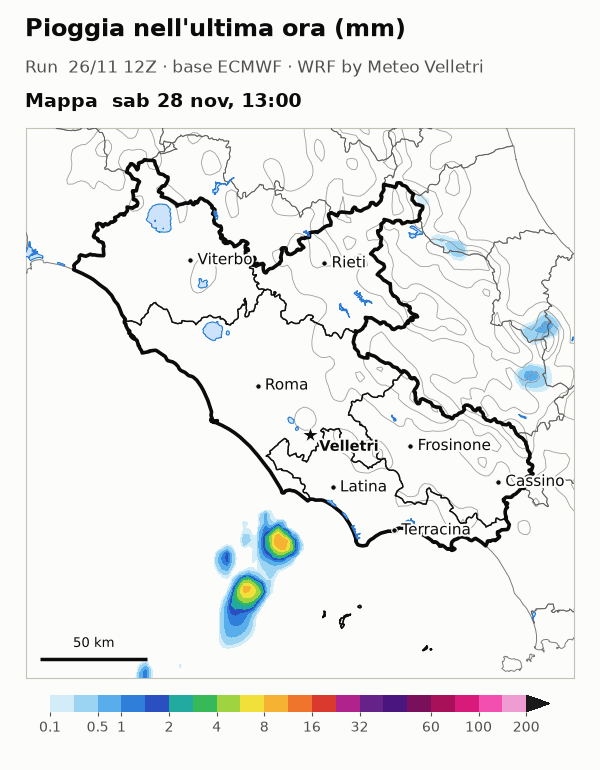 Pioggia nell'ultima ora (mm)
Run  26/11 12Z · base ECMWF · WRF by Meteo Velletri
Mappa  sab 28 nov, 13:00
Viterbo
Rieti
Roma
Velletri
Frosinone
Latina
Cassino
Terracina
50 km
0.1 0.5 1 2 4 8 16 32 60 100 200